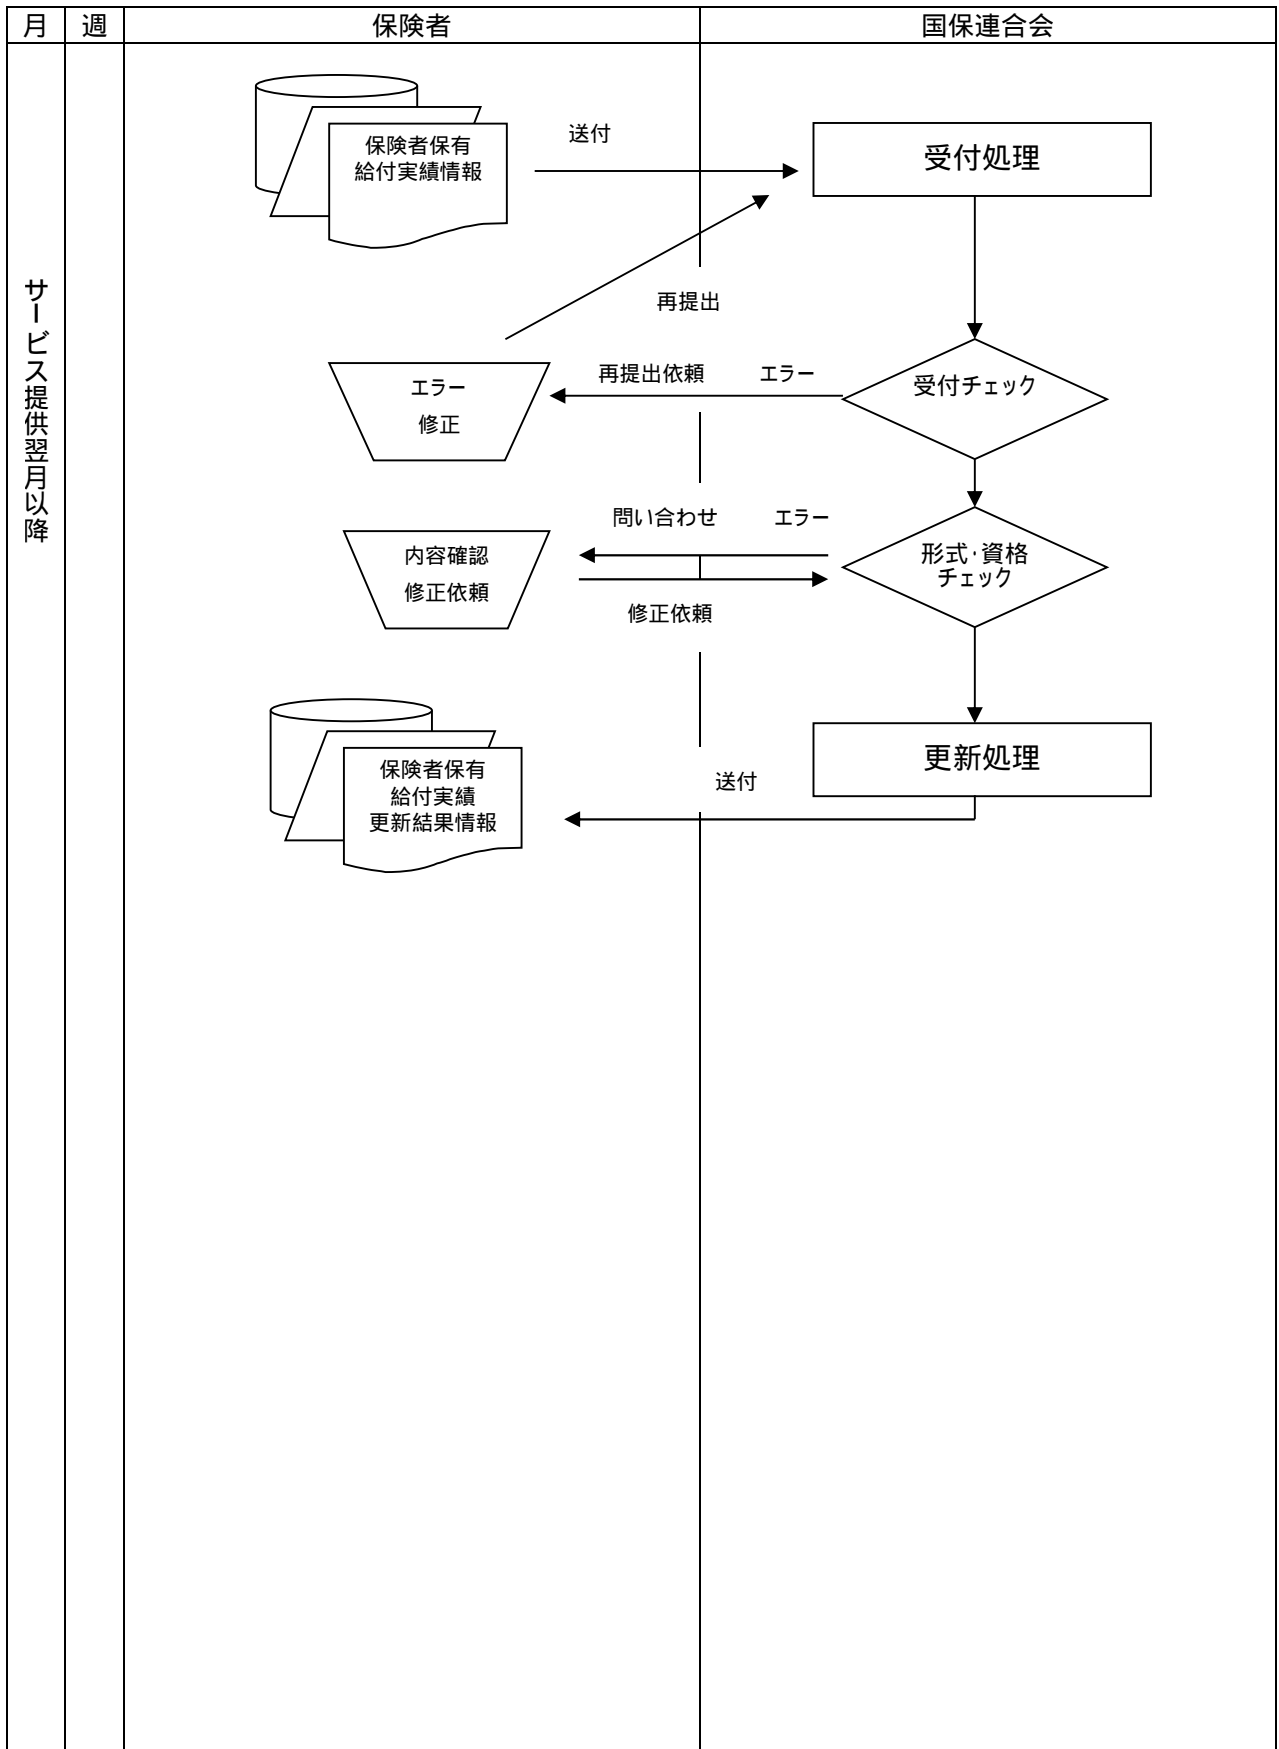 月
週
保険者
国保連合会
サービス提供翌月以降
保険者保有
給付実績情報
送付
受付処理
再提出
エラー
修正
再提出依頼
エラー
受付チェック
内容確認
修正依頼
問い合わせ
エラー
修正依頼
形式・資格
チェック
保険者保有
給付実績
更新結果情報
送付
更新処理